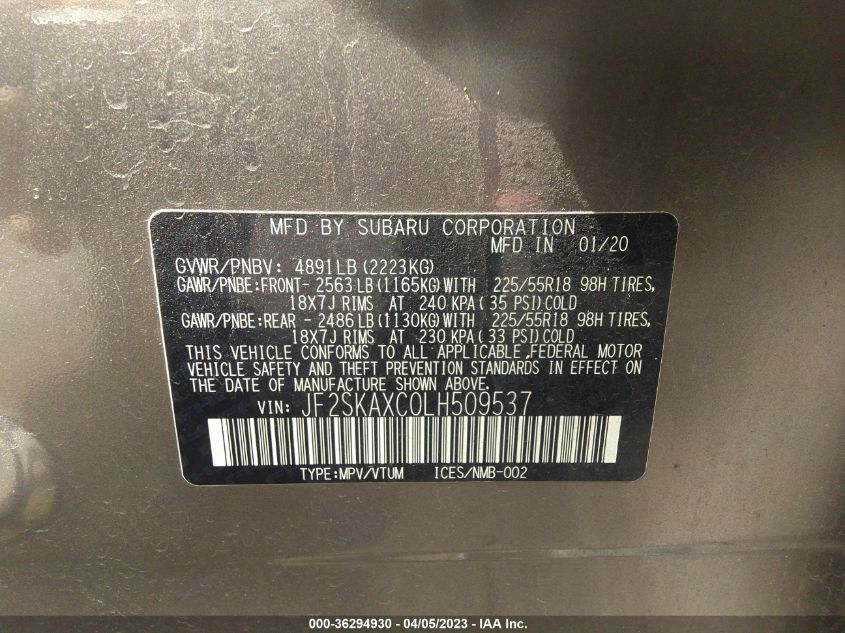 MFD BY SUBARU CORPORATION
MFD IN 01/20
GVWR/PNBV: 4891LB(2223KG)
GAWR/PNBE:FRONT- 2563LB(1165KG)WITH 225/55R18 98H TIRES,
18X7J RIMS AT 240 KPA( 35 PSI)COLD
GAWR/PNBE:REAR - 2486LB(1130KG)WITH 225/55R18 98H TIRES,
18X7J RIMS AT 230 KPA( 33 PSI)COLD
THIS VEHICLE CONFORMS TO ALL APPLICABLE FEDERAL MOTOR
VEHICLE SAFETY AND THEFT PREVENTION STANDARDS IN EFFECT ON
THE DATE OF MANUFACTURE SHOWN ABOVE.
VIN: JF2SKAXC0LH509537
TYPE:MPV/VTUM ICES/NMB-002
000-36294930 - 04/05/2023 - IAA Inc.